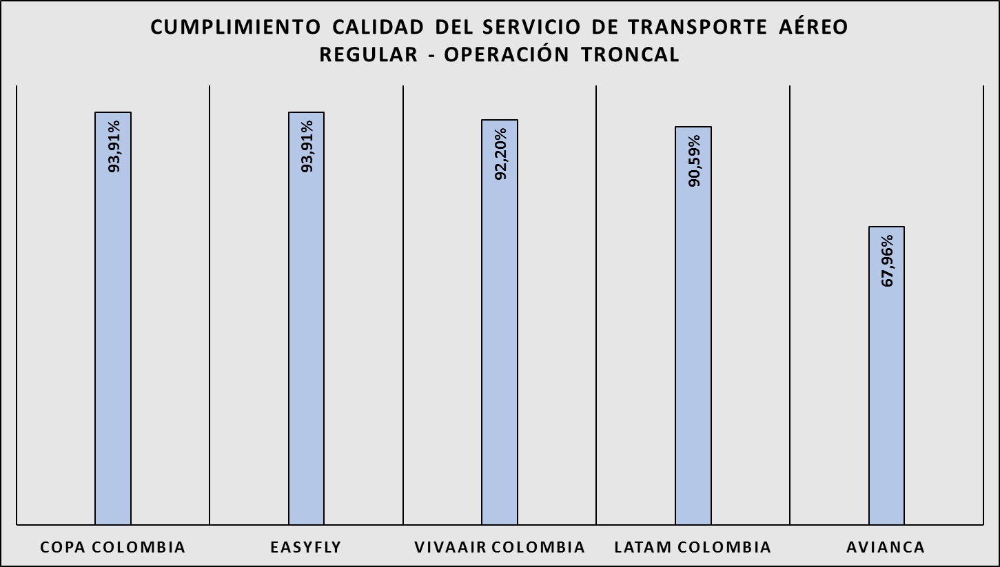 CUMPLIMIENTO CALIDAD DEL SERVICIO DE TRANSPORTE AÉREO
REGULAR - OPERACIÓN TRONCAL
93,91%
93,91%
92,20%
90,59%
67,96%
COPA COLOMBIA
EASYFLY
VIVAAIR COLOMBIA
LATAM COLOMBIA
AVIANCA